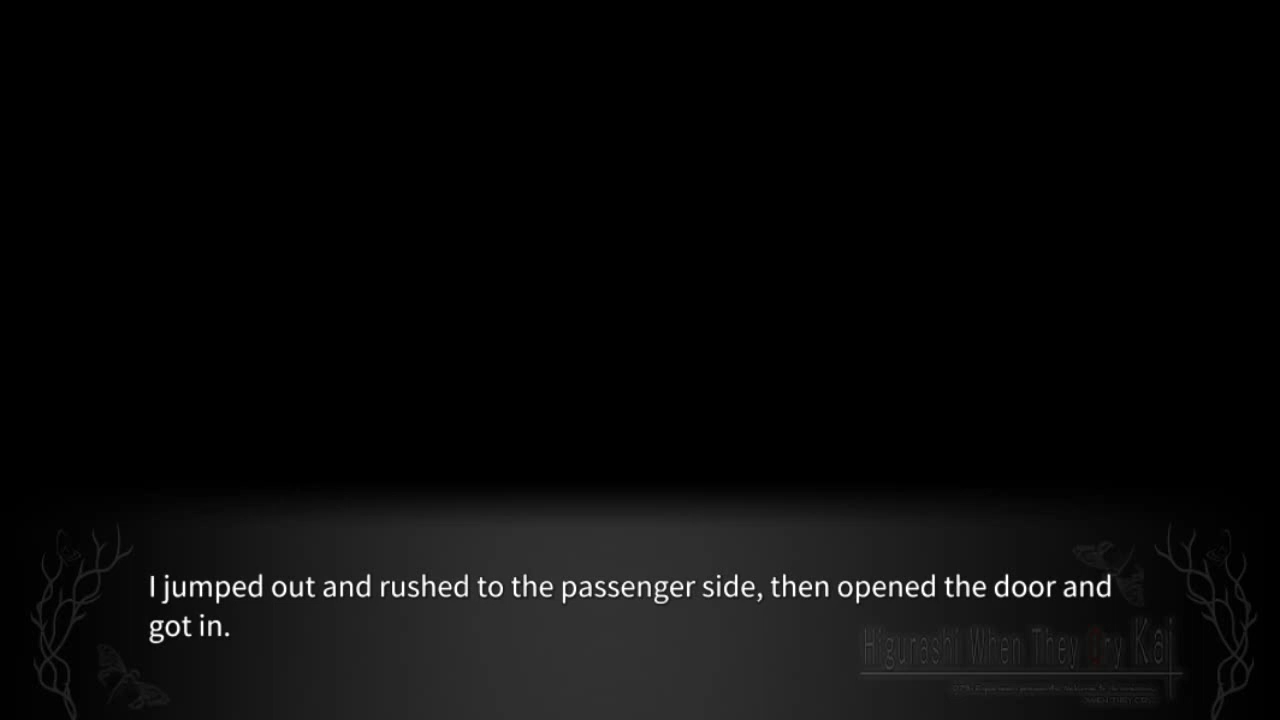 I jumped out and rushed to the passenger side, then opened the door and
got in.
Higurashi When They Cry Kai